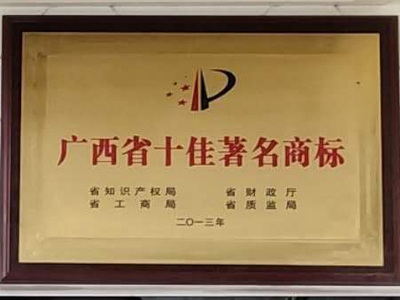 广西省十佳著名商标
省知识产权局 省财政厅
省工商局 省质监局
二〇一三年